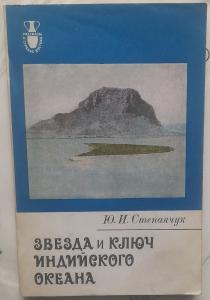 Ю. И. Степанчук
ЗВЕЗДА И КЛЮЧ
ИНДИЙСКОГО
ОКЕАНА